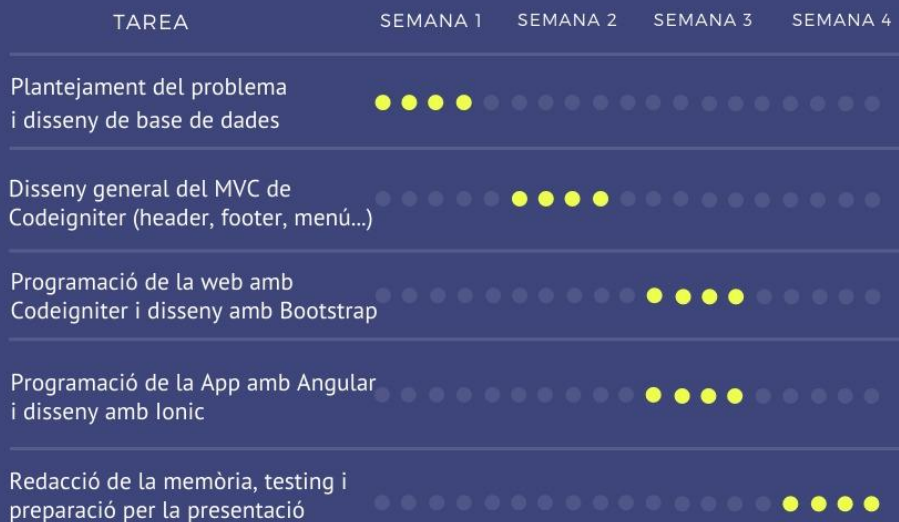 TAREA SEMANA 1 SEMANA 2 SEMANA 3 SEMANA 4
Plantejament del problema
i disseny de base de dades
Disseny general del MVC de
Codeigniter (header, footer, menú...)
Programació de la web amb
Codeigniter i disseny amb Bootstrap
Programació de la App amb Angular
i disseny amb Ionic
Redacció de la memòria, testing i
preparació per la presentació